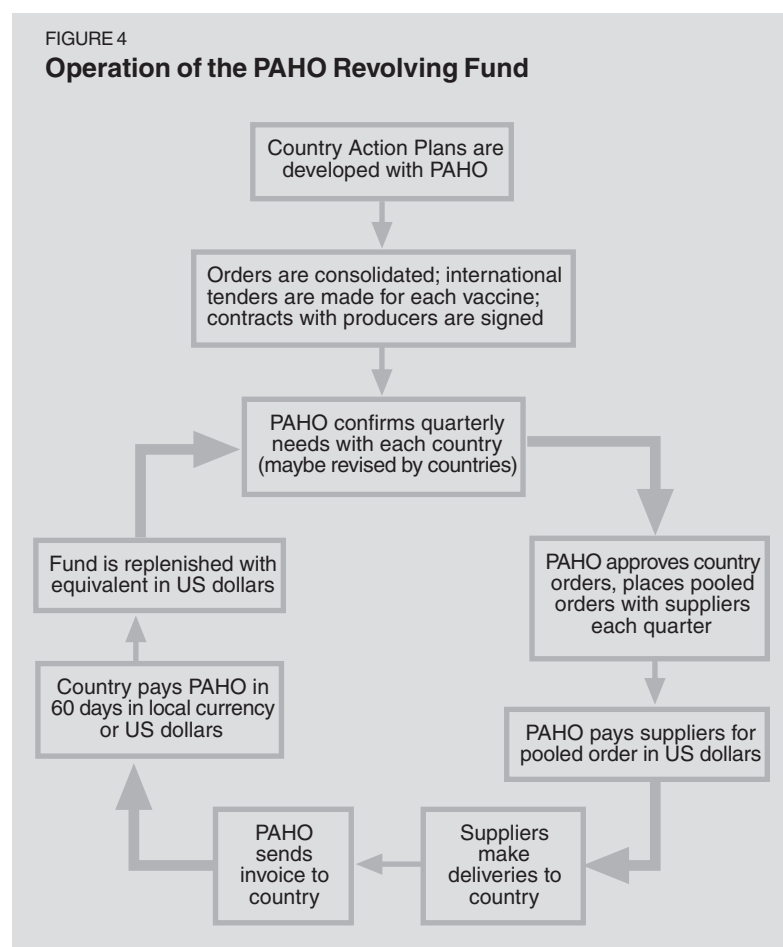 FIGURE 4
Operation of the PAHO Revolving Fund
Country Action Plans are
developed with PAHO
Orders are consolidated; international
tenders are made for each vaccine;
contracts with producers are signed
PAHO confirms quarterly
needs with each country
(maybe revised by countries)
PAHO approves country
orders, places pooled
orders with suppliers
each quarter
PAHO pays suppliers for
pooled order in US dollars
Suppliers
make
deliveries to
country
PAHO
sends
invoice to
country
Country pays PAHO in
60 days in local currency
or US dollars
Fund is replenished with
equivalent in US dollars